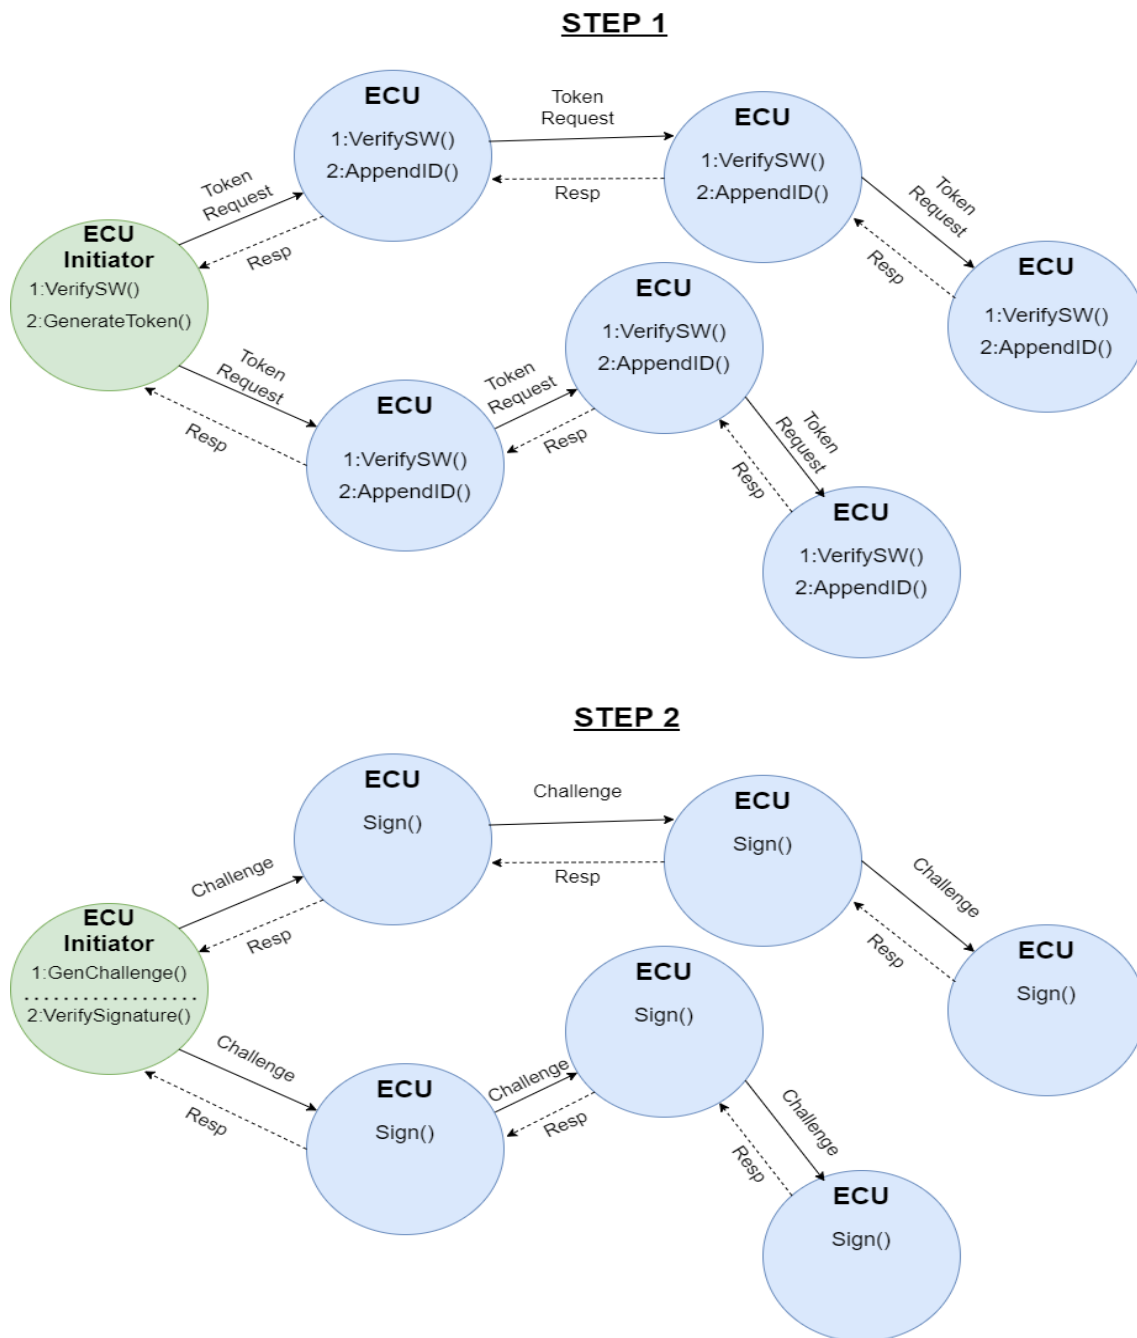 STEP 1
ECU
1:VerifySW()
2:AppendID()
Token
Request
ECU
1:VerifySW()
2:AppendID()
Token
Request
Resp
Token
Request
Resp
ECU
Initiator
1:VerifySW()
2:GenerateToken()
Resp
ECU
1:VerifySW()
2:AppendID()
ECU
1:VerifySW()
2:AppendID()
Token
Request
Resp
ECU
1:VerifySW()
2:AppendID()
Token
Request
Resp
Token
Request
Resp
ECU
1:VerifySW()
2:AppendID()
STEP 2
ECU
Sign()
Challenge
ECU
Sign()
Challenge
Resp
Challenge
Resp
ECU
Initiator
1:GenChallenge()
2:VerifySignature()
Resp
ECU
Sign()
ECU
Sign()
Challenge
Resp
ECU
Sign()
Challenge
Resp
Challenge
Resp
ECU
Sign()